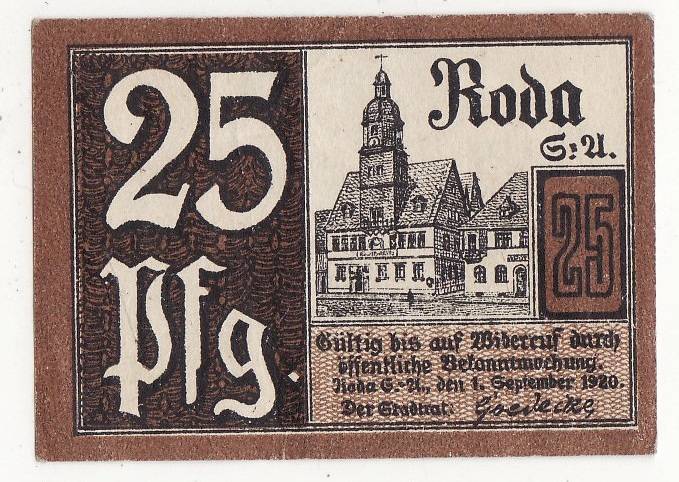 25
Pfg.
Roda
S.-A.
25
Gültig bis auf Widerruf durch
öffentliche Bekanntmachung.
Roda S.-A., den 1. September 1920.
Der Stadtrat: